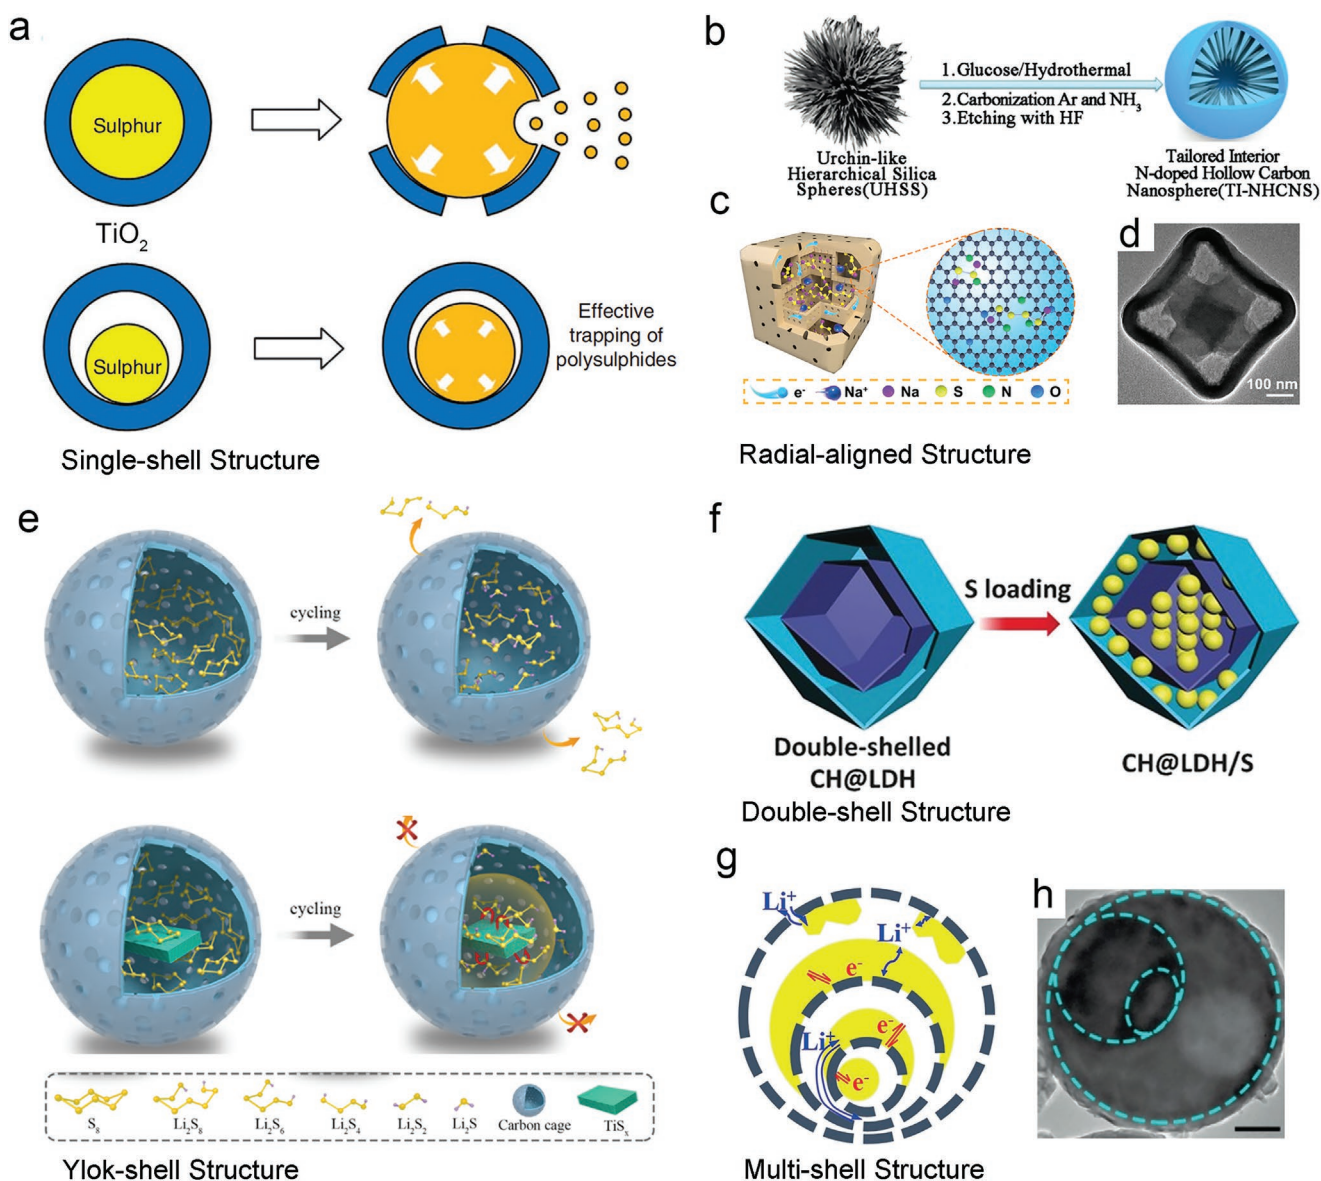 a
Sulphur
TiO2
Sulphur
Effective
trapping of
polysulphides
Single-shell Structure
b
1.Glucose/Hydrothermal
2.Carbonization Ar and NH3
3.Etching with HF
Urchin-like
Hierarchical Silica
Spheres(UHSS)
Tailored Interior
N-doped Hollow Carbon
Nanosphere(TI-NHCNS)
c
e- Na+ Na S N O
d
100 nm
Radial-aligned Structure
e
cycling
cycling
S8 Li2S8 Li2S6 Li2S4 Li2S2 Li2S Carbon cage TiSx
Ylok-shell Structure
f
S loading
Double-shelled
CH@LDH
CH@LDH/S
Double-shell Structure
g
Li+
Li+
e-
e-
Li+
e-
h
Multi-shell Structure